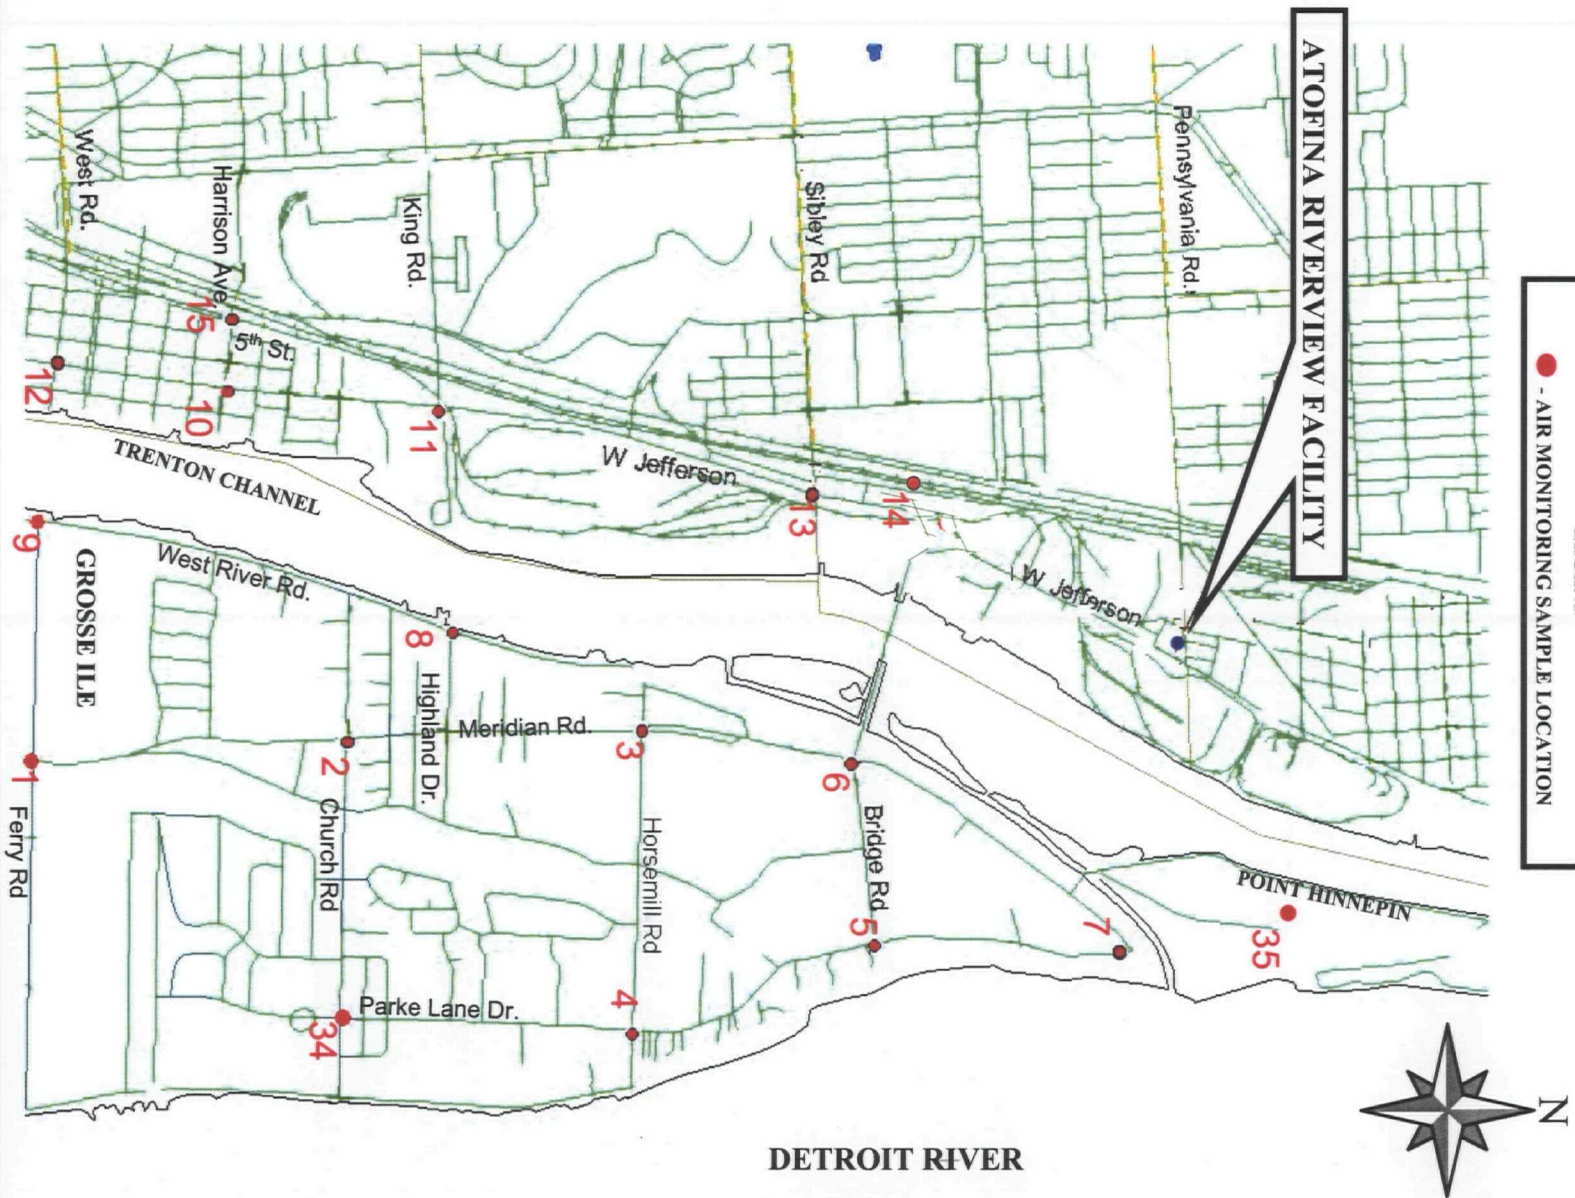 - AIR MONITORING SAMPLE LOCATION
ATOFINA RIVERVIEW FACILITY
N
Pennsylvania Rd.
Sibley Rd
King Rd.
Harrison Ave.
West Rd.
5th St.
15
12
10
11
13
14
W Jefferson
W Jefferson
TRENTON CHANNEL
GROSSE ILE
POINT HINNEPIN
West River Rd.
9
8
Highland Dr.
Meridian Rd.
3
2
1
6
Church Rd
Ferry Rd
Horsemill Rd
Bridge Rd
5
7
35
4
Parke Lane Dr.
34
DETROIT RIVER